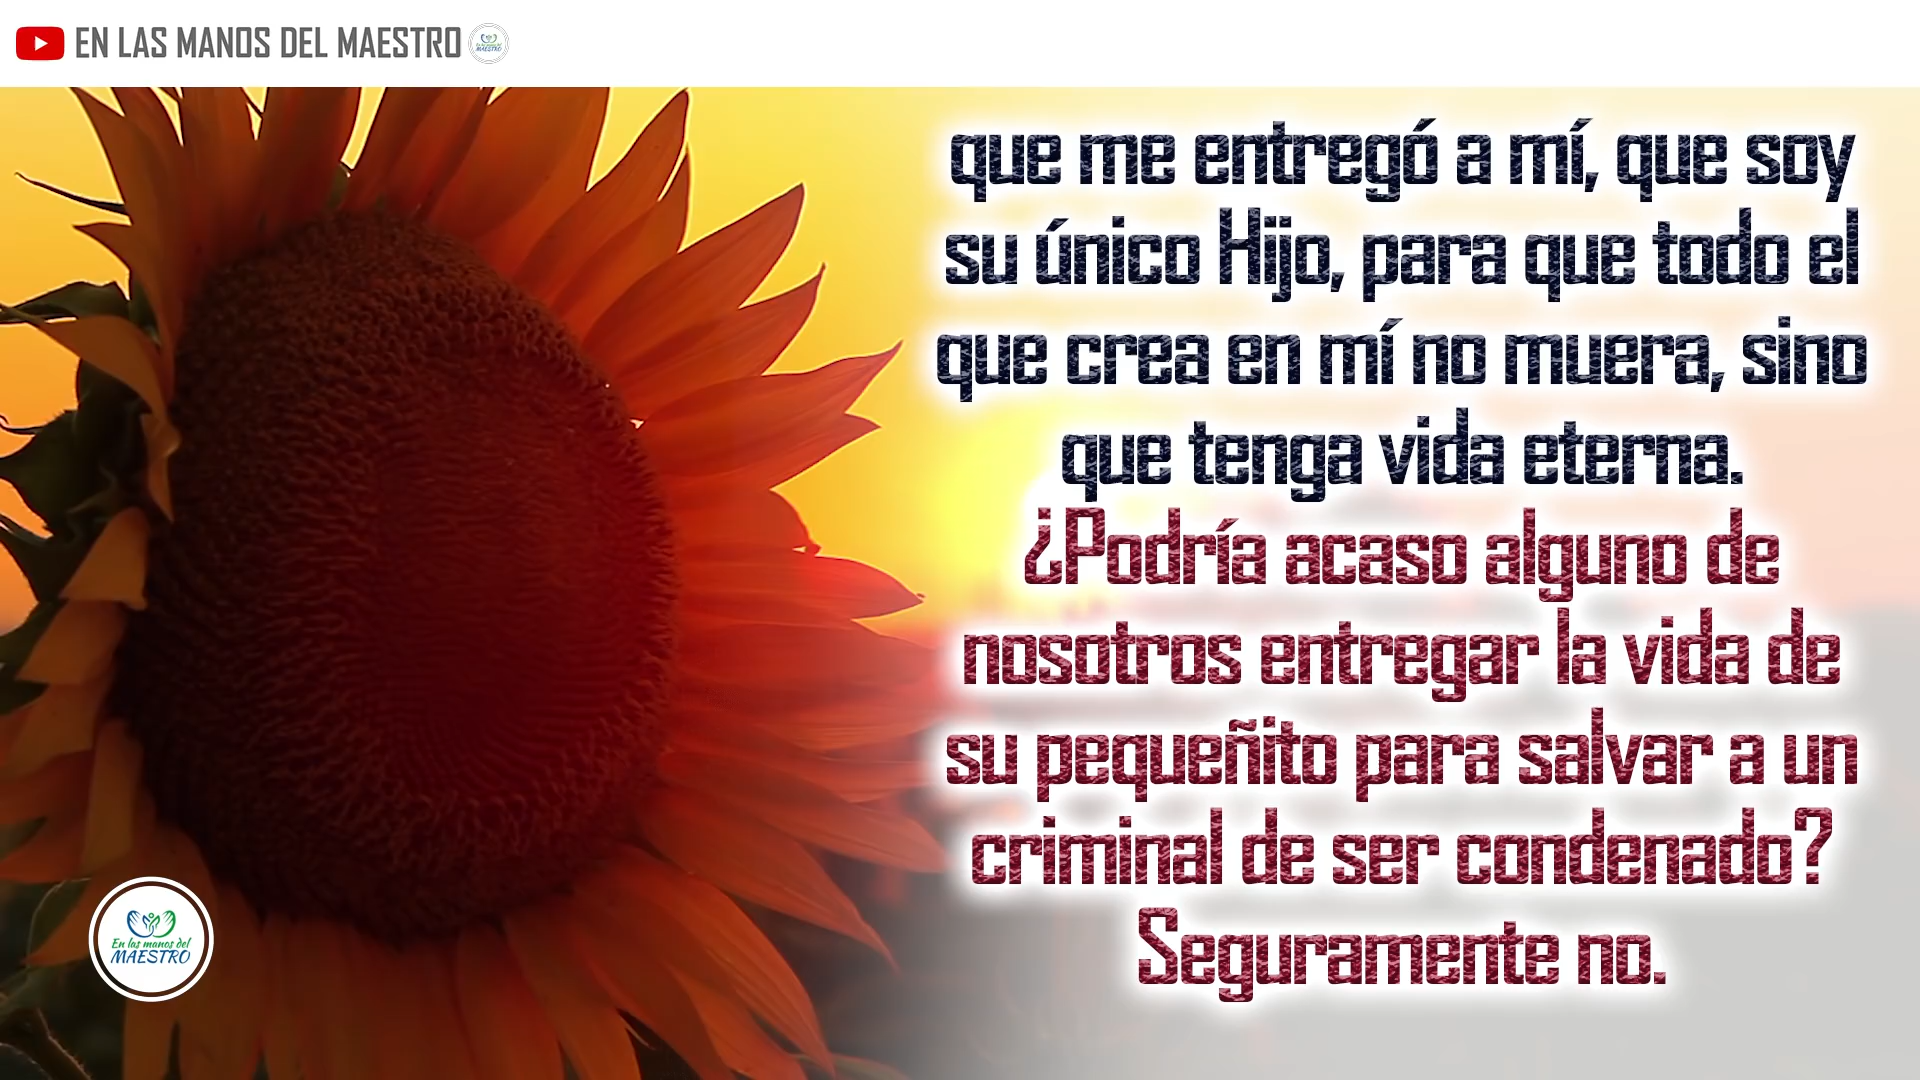 EN LAS MANOS DEL MAESTRO
que me entregó a mí, que soy
su único Hijo, para que todo el
que crea en mí no muera, sino
que tenga vida eterna.
¿Podría acaso alguno de
nosotros entregar la vida de
su pequeñito para salvar a un
criminal de ser condenado?
Seguramente no.
En las manos del
MAESTRO